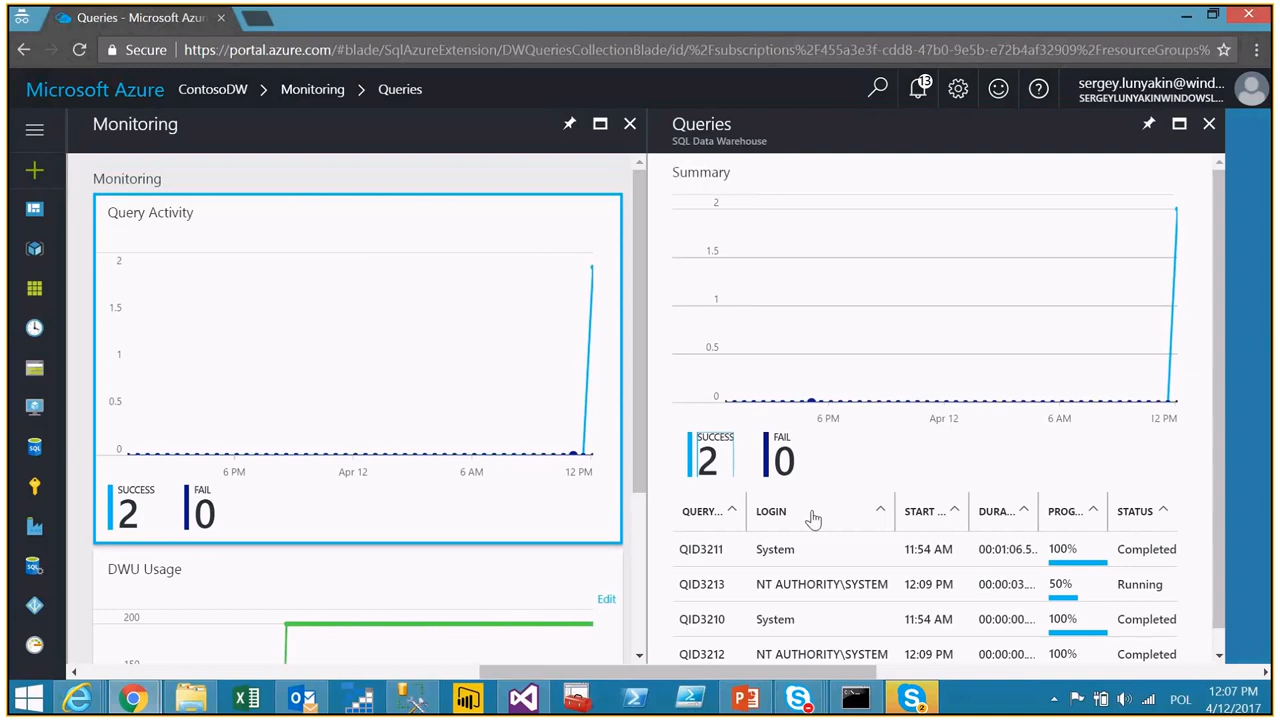 Queries - Microsoft Azur
Secure https://portal.azure.com/#blade/SqlAzureExtension/DWQueriesCollectionBlade/id/%2Fsubscriptions%2F455a3e3f-cdd8-47b0-9e5b-e72b4af32909%2FresourceGroups%
Microsoft Azure ContosoDW > Monitoring > Queries
13
sergey.lunyakin@wind...
SERGEYLUNYAKINWINDOWSL...
Monitoring
Monitoring
Query Activity
2
1.5
1
0.5
0
6 PM Apr 12 6 AM 12 PM
SUCCESS
2
FAIL
0
DWU Usage
Edit
200
150
Queries
SQL Data Warehouse
Summary
2
1.5
1
0.5
0
6 PM Apr 12 6 AM 12 PM
SUCCESS
2
FAIL
0
QUERY... LOGIN START ... DURA... PROG... STATUS
QID3211 System 11:54 AM 00:01:06.5... 100% Completed
QID3213 NT AUTHORITY\SYSTEM 12:09 PM 00:00:03.... 50% Running
QID3210 System 11:54 AM 00:00:00.... 100% Completed
QID3212 NT AUTHORITY\SYSTEM 12:09 PM 00:00:00.... 100% Completed
POL
12:07 PM
4/12/2017